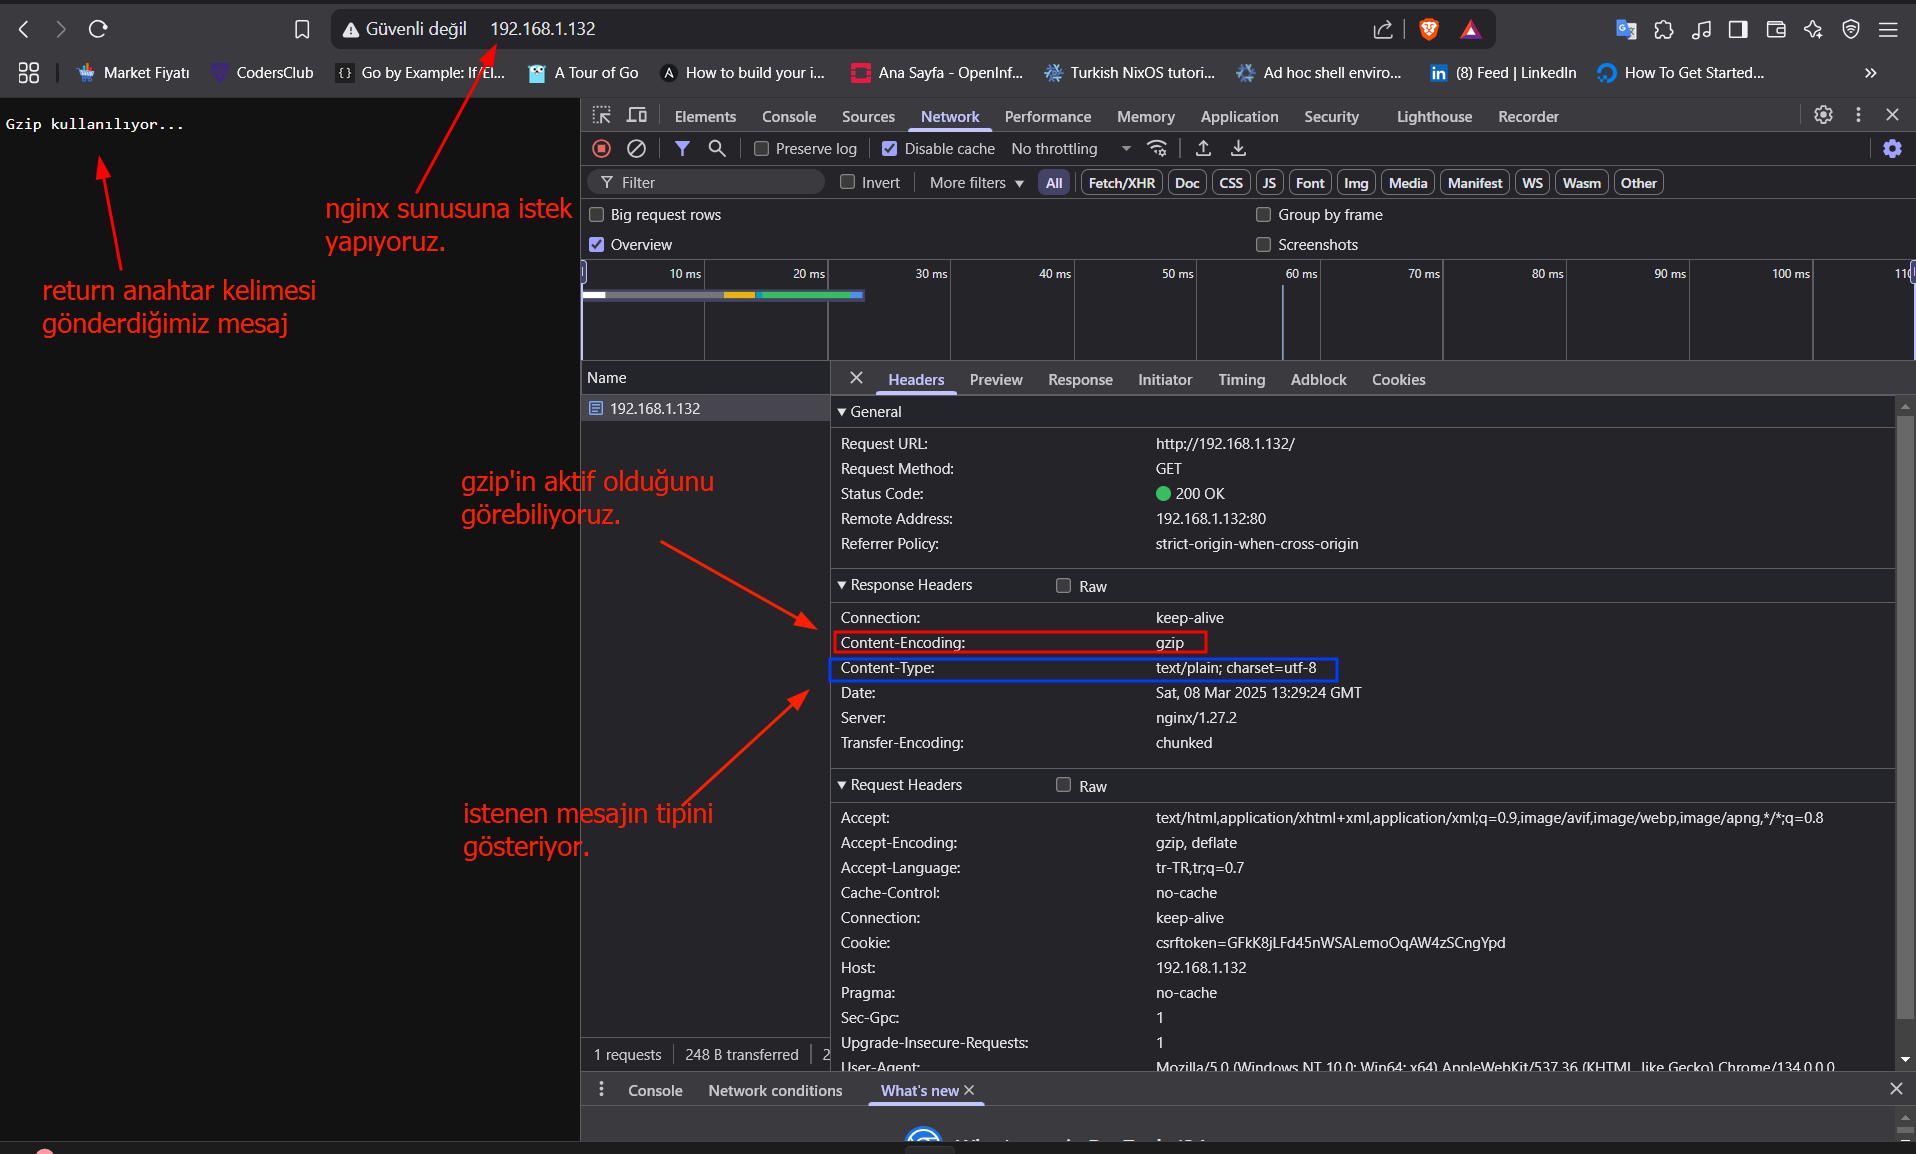 Güvenli değil 192.168.1.132
Market Fiyatı CodersClub Go by Example: If/El... A Tour of Go How to build your i... Ana Sayfa - OpenInf... Turkish NixOS tutori... Ad hoc shell enviro... (8) Feed | LinkedIn How To Get Started... »
Gzip kullanılıyor...
nginx sunusuna istek
yapıyoruz.
return anahtar kelimesi
gönderdiğimiz mesaj
gzip'in aktif olduğunu
görebiliyoruz.
istenen mesajın tipini
gösteriyor.
Elements Console Sources Network Performance Memory Application Security Lighthouse Recorder
Preserve log Disable cache No throttling
Filter Invert More filters All Fetch/XHR Doc CSS JS Font Img Media Manifest WS Wasm Other
Big request rows Group by frame
Overview Screenshots
10 ms 20 ms 30 ms 40 ms 50 ms 60 ms 70 ms 80 ms 90 ms 100 ms
Name
192.168.1.132
Headers Preview Response Initiator Timing Adblock Cookies
General
Request URL: http://192.168.1.132/
Request Method: GET
Status Code: 200 OK
Remote Address: 192.168.1.132:80
Referrer Policy: strict-origin-when-cross-origin
Response Headers Raw
Connection: keep-alive
Content-Encoding: gzip
Content-Type: text/plain; charset=utf-8
Date: Sat, 08 Mar 2025 13:29:24 GMT
Server: nginx/1.27.2
Transfer-Encoding: chunked
Request Headers Raw
Accept: text/html,application/xhtml+xml,application/xml;q=0.9,image/avif,image/webp,image/apng,*/*;q=0.8
Accept-Encoding: gzip, deflate
Accept-Language: tr-TR,tr;q=0.7
Cache-Control: no-cache
Connection: keep-alive
Cookie: csrftoken=GFkK8jLFd45nWSALemoOqAW4zSCngYpd
Host: 192.168.1.132
Pragma: no-cache
Sec-Gpc: 1
Upgrade-Insecure-Requests: 1
User-Agent: Mozilla/5.0 (Windows NT 10.0; Win64; x64) AppleWebKit/537.36 (KHTML, like Gecko) Chrome/134.0.0.0
1 requests 248 B transferred 2
Console Network conditions What's new